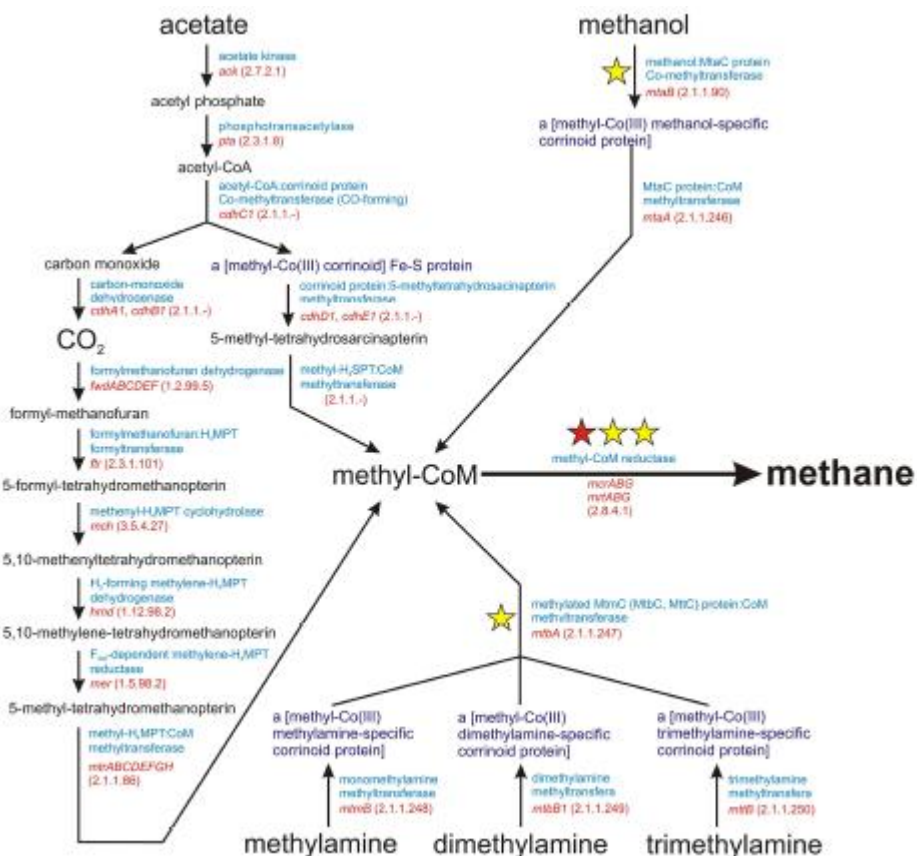 acetate
acetate kinase
ack (2.7.2.1)
acetyl phosphate
phosphotransacetylase
pta (2.3.1.8)
acetyl-CoA
acetyl-CoA:corrinoid protein
Co-methyltransferase (CO-forming)
cdhC1 (2.1.1.-)
carbon monoxide
a [methyl-Co(III) corrinoid] Fe-S protein
carbon-monoxide
dehydrogenase
cdhA1, cdhB1 (2.1.1.-)
corrinoid protein:5-methyltetrahydrosacinapterin
methyltransferase
cdhD1, cdhE1 (2.1.1.-)
CO₂
5-methyl-tetrahydrosarcinapterin
formylmethanofuran dehydrogenase
fwdABCDEF (1.2.99.5)
methyl-H₄SPT:CoM
methyltransferase
(2.1.1.-)
formyl-methanofuran
formylmethanofuran:H₄MPT
formyltransferase
ftr (2.3.1.101)
5-formyl-tetrahydromethanopterin
methenyl-H₄MPT cyclohydrolase
mch (3.5.4.27)
5,10-methenyltetrahydromethanopterin
H₂-forming methylene-H₄MPT
dehydrogenase
hmd (1.12.98.2)
5,10-methylene-tetrahydromethanopterin
F₄₂₀-dependent methylene-H₄MPT
reductase
mer (1.5.98.2)
5-methyl-tetrahydromethanopterin
methyl-H₄MPT:CoM
methyltransferase
mtrABCDEFGH
(2.1.1.86)
methanol
methanol:MtaC protein
Co-methyltransferase
mtaB (2.1.1.90)
a [methyl-Co(III) methanol-specific
corrinoid protein]
MtaC protein:CoM
methyltransferase
mtaA (2.1.1.246)
methyl-CoM
methyl-CoM reductase
mcrABG
mrtABG
(2.8.4.1)
methane
methylated MtmC (MtbC, MttC) protein:CoM
methyltransferase
mtbA (2.1.1.247)
a [methyl-Co(III)
methylamine-specific
corrinoid protein]
a [methyl-Co(III)
dimethylamine-specific
corrinoid protein]
a [methyl-Co(III)
trimethylamine-specific
corrinoid protein]
monomethylamine
methyltransferase
mtmB (2.1.1.248)
dimethylamine
methyltransfera
mtbB1 (2.1.1.249)
trimethylamine
methyltransfera
mttB (2.1.1.250)
methylamine
dimethylamine
trimethylamine